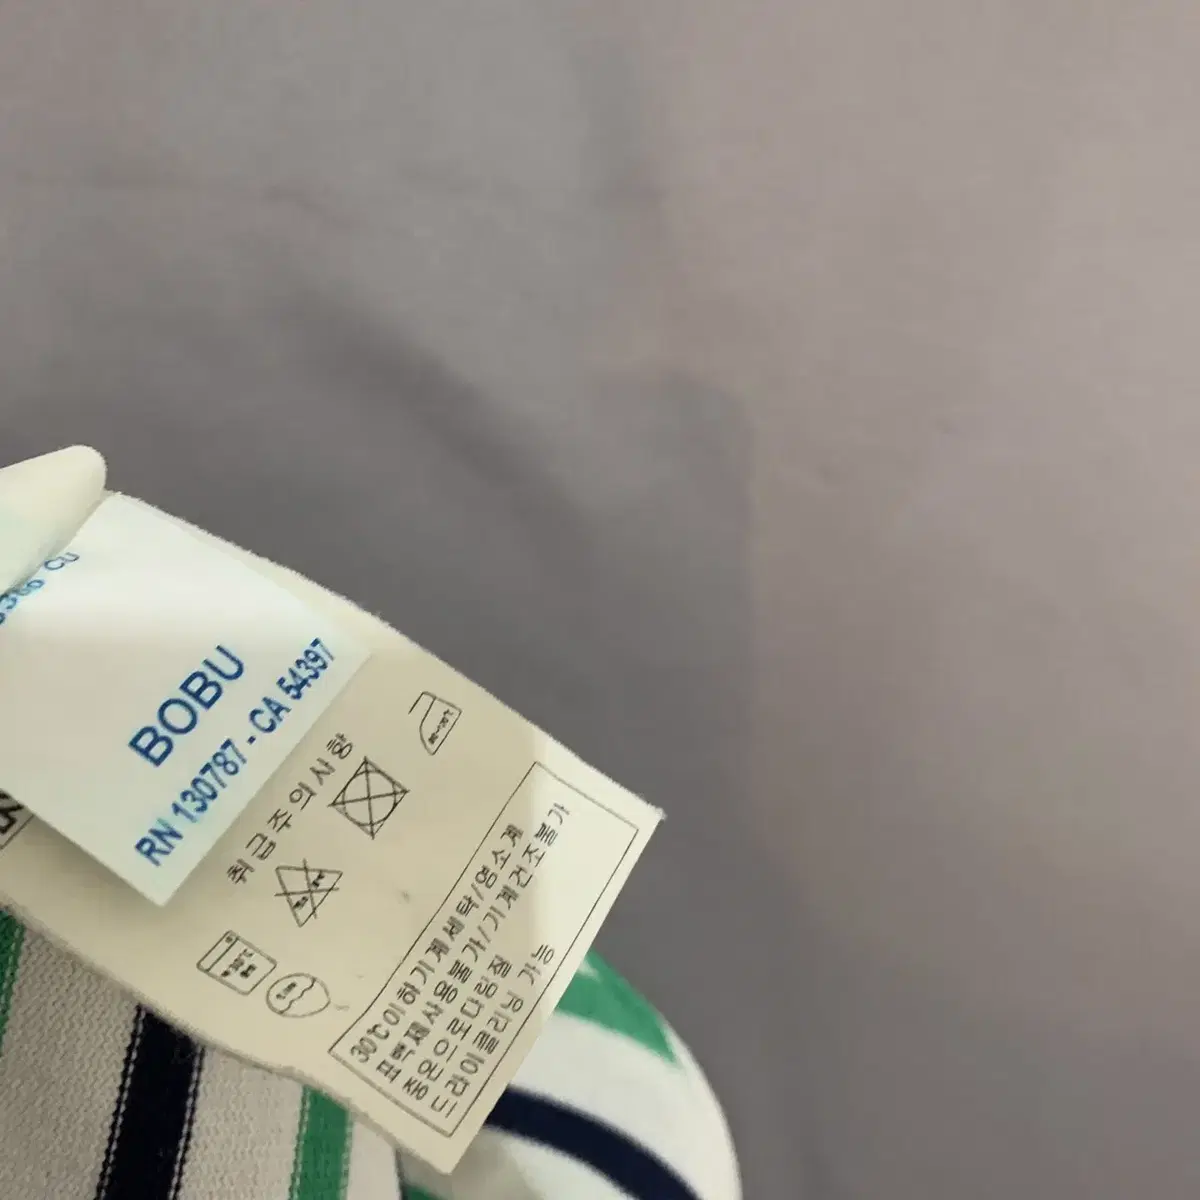 BOBU
RN 130787 - CA 54397
취급주의사항
30℃이하기계세탁/염소계
표백제사용불가/기계건조불가
중온으로다림질
드라이클리닝 가능